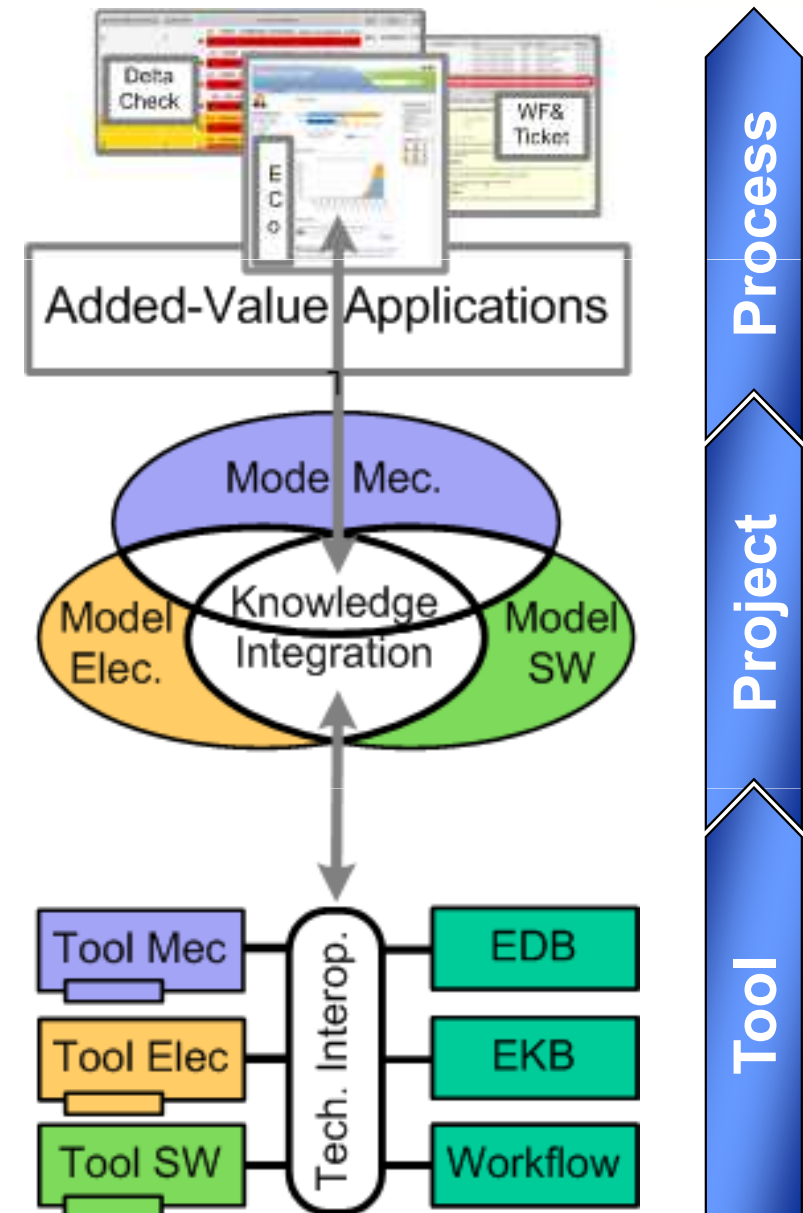 Delta
Check
WF&
Ticket
E
C
o
Added-Value Applications
Process
Mode Mec.
Model
Elec.
Knowledge
Integration
Model
SW
Project
Tool Mec
Tool Elec
Tool SW
Tech. Interop.
EDB
EKB
Workflow
Tool